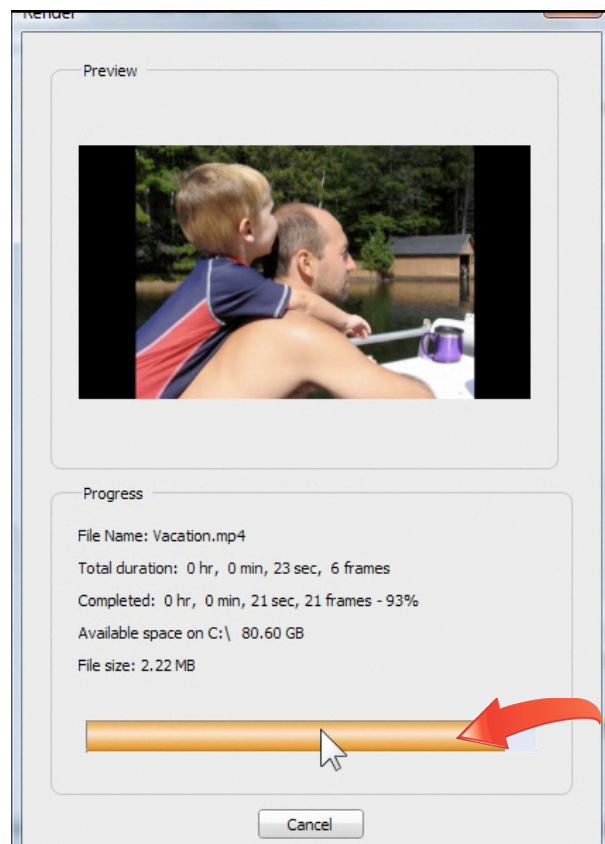 Render
Preview
Progress
File Name: Vacation.mp4
Total duration:  0 hr,  0 min, 23 sec,  6 frames
Completed:  0 hr,  0 min, 21 sec, 21 frames - 93%
Available space on C:\  80.60 GB
File size: 2.22 MB
Cancel